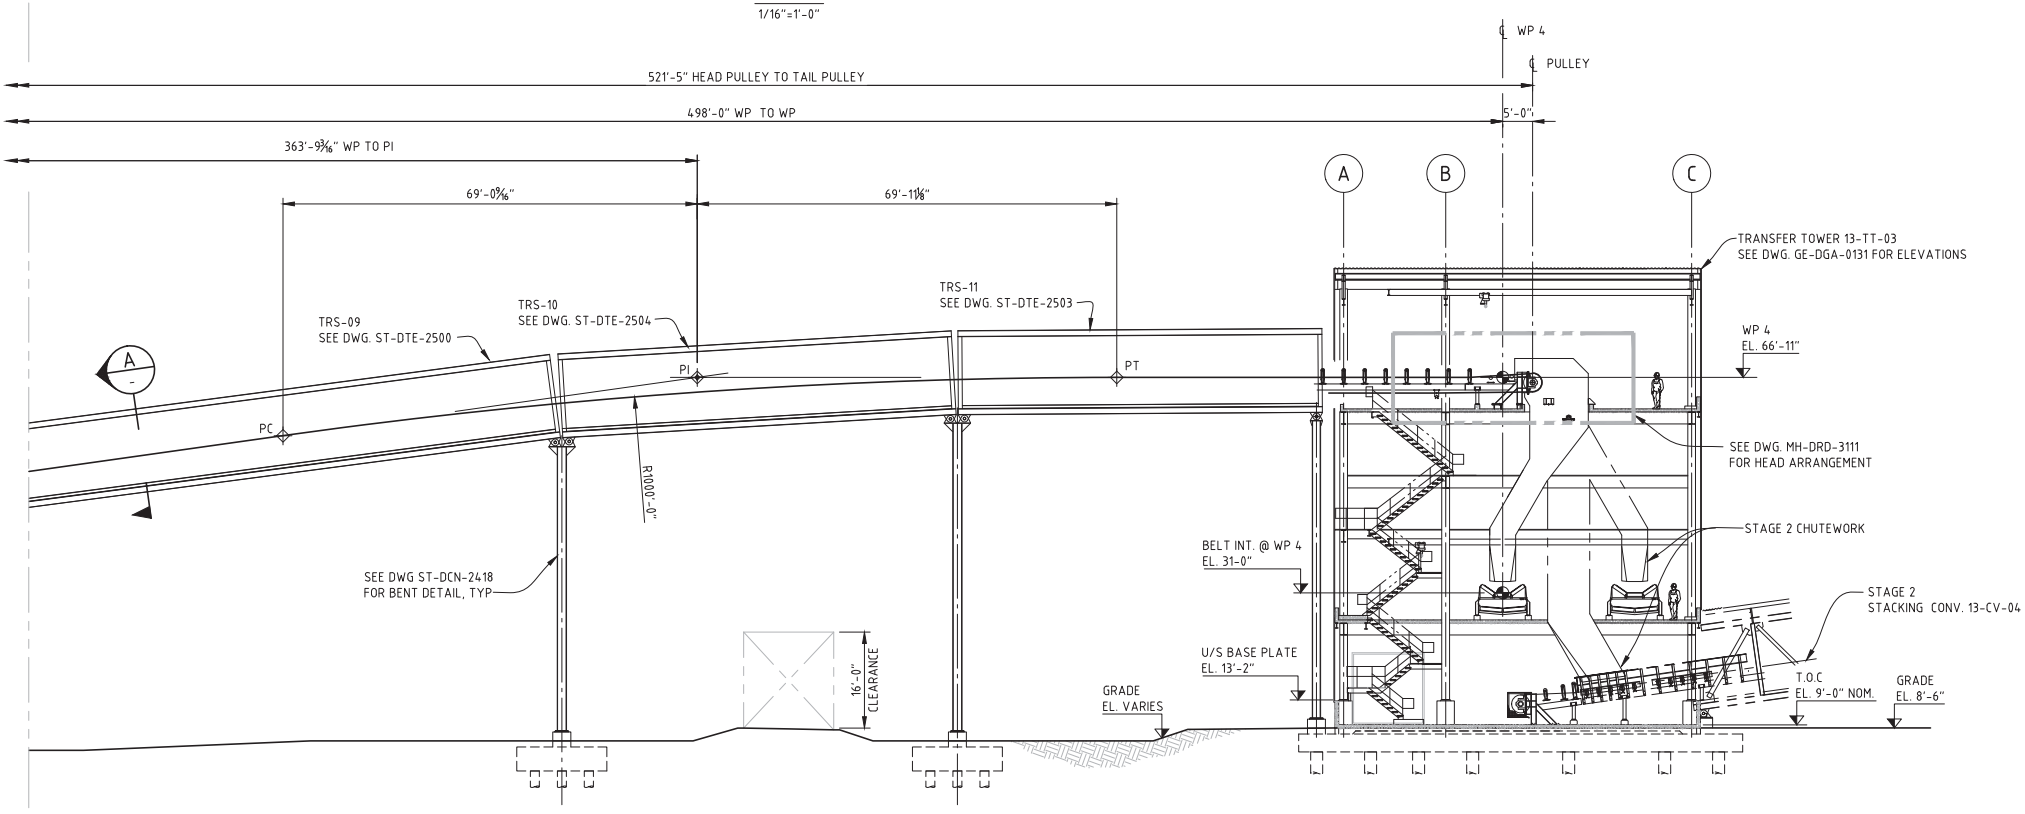 1/16"=1'-0"
℄ WP 4
℄ PULLEY
521'-5" HEAD PULLEY TO TAIL PULLEY
498'-0" WP TO WP
5'-0"
363'-9 3/16" WP TO PI
69'-0 9/16"
69'-11 1/8"
A
B
C
TRANSFER TOWER 13-TT-03
SEE DWG. GE-DGA-0131 FOR ELEVATIONS
TRS-11
SEE DWG. ST-DTE-2503
TRS-10
SEE DWG. ST-DTE-2504
TRS-09
SEE DWG. ST-DTE-2500
WP 4
EL. 66'-11"
A
-
PI
PT
PC
R1000'-0"
SEE DWG. MH-DRD-3111
FOR HEAD ARRANGEMENT
STAGE 2 CHUTEWORK
BELT INT. @ WP 4
EL. 31'-0"
SEE DWG ST-DCN-2418
FOR BENT DETAIL, TYP
STAGE 2
STACKING CONV. 13-CV-04
16'-0"
CLEARANCE
U/S BASE PLATE
EL. 13'-2"
GRADE
EL. VARIES
T.O.C
EL. 9'-0" NOM.
GRADE
EL. 8'-6"